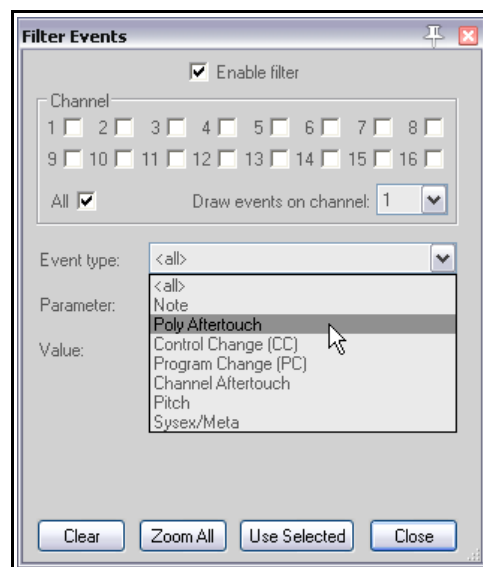 Filter Events
Enable filter
Channel
1 2 3 4 5 6 7 8
9 10 11 12 13 14 15 16
All Draw events on channel: 1
Event type: <all>
<all>
Parameter: Note
Poly Aftertouch
Value: Control Change (CC)
Program Change (PC)
Channel Aftertouch
Pitch
Sysex/Meta
Clear Zoom All Use Selected Close